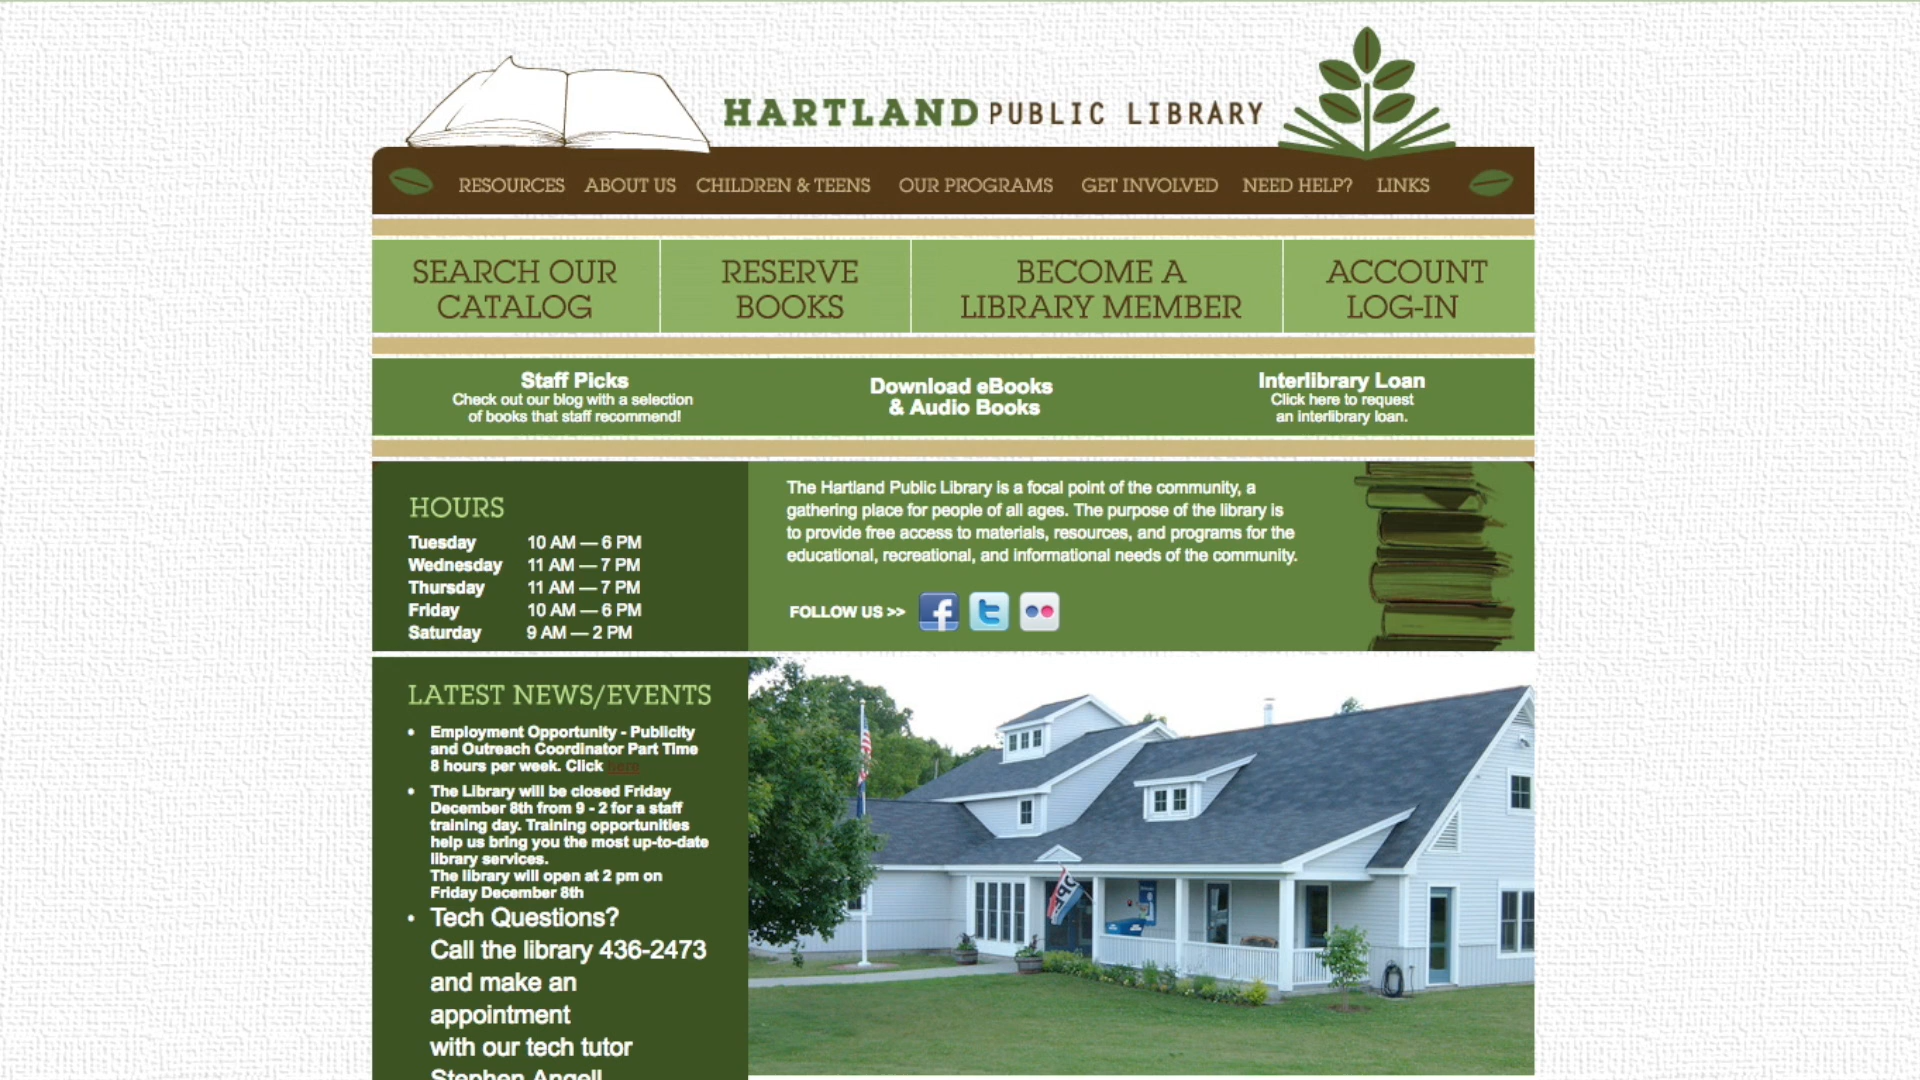 HARTLAND PUBLIC LIBRARY
RESOURCES ABOUT US CHILDREN & TEENS OUR PROGRAMS GET INVOLVED NEED HELP? LINKS
SEARCH OUR
CATALOG
RESERVE
BOOKS
BECOME A
LIBRARY MEMBER
ACCOUNT
LOG-IN
Staff Picks
Check out our blog with a selection
of books that staff recommend!
Download eBooks
& Audio Books
Interlibrary Loan
Click here to request
an interlibrary loan.
HOURS
Tuesday 10 AM — 6 PM
Wednesday 11 AM — 7 PM
Thursday 11 AM — 7 PM
Friday 10 AM — 6 PM
Saturday 9 AM — 2 PM
The Hartland Public Library is a focal point of the community, a
gathering place for people of all ages. The purpose of the library is
to provide free access to materials, resources, and programs for the
educational, recreational, and informational needs of the community.
FOLLOW US >>
LATEST NEWS/EVENTS
• Employment Opportunity - Publicity
and Outreach Coordinator Part Time
8 hours per week. Click here
• The Library will be closed Friday
December 8th from 9 - 2 for a staff
training day. Training opportunities
help us bring you the most up-to-date
library services.
The library will open at 2 pm on
Friday December 8th
• Tech Questions?
Call the library 436-2473
and make an
appointment
with our tech tutor
Stephen Angell